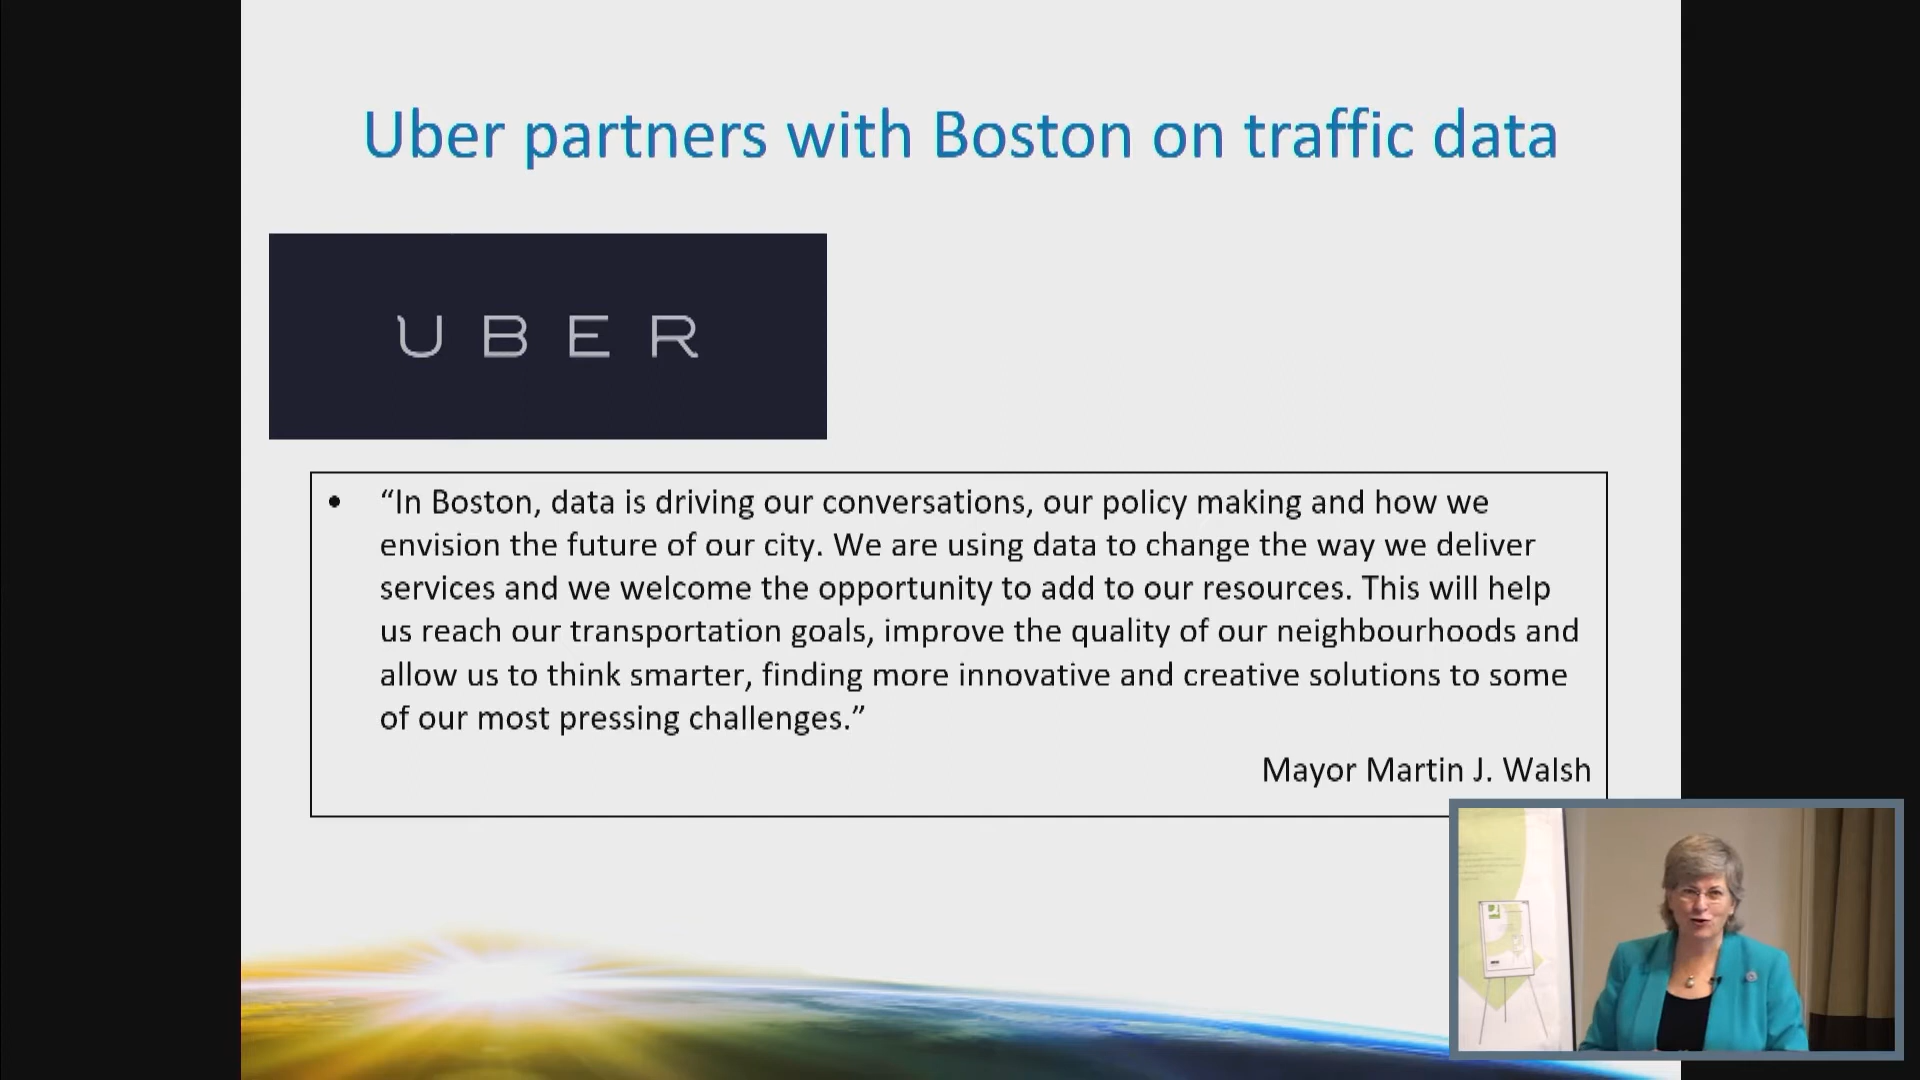 Uber partners with Boston on traffic data
UBER
• “In Boston, data is driving our conversations, our policy making and how we
envision the future of our city. We are using data to change the way we deliver
services and we welcome the opportunity to add to our resources. This will help
us reach our transportation goals, improve the quality of our neighbourhoods and
allow us to think smarter, finding more innovative and creative solutions to some
of our most pressing challenges.”
Mayor Martin J. Walsh